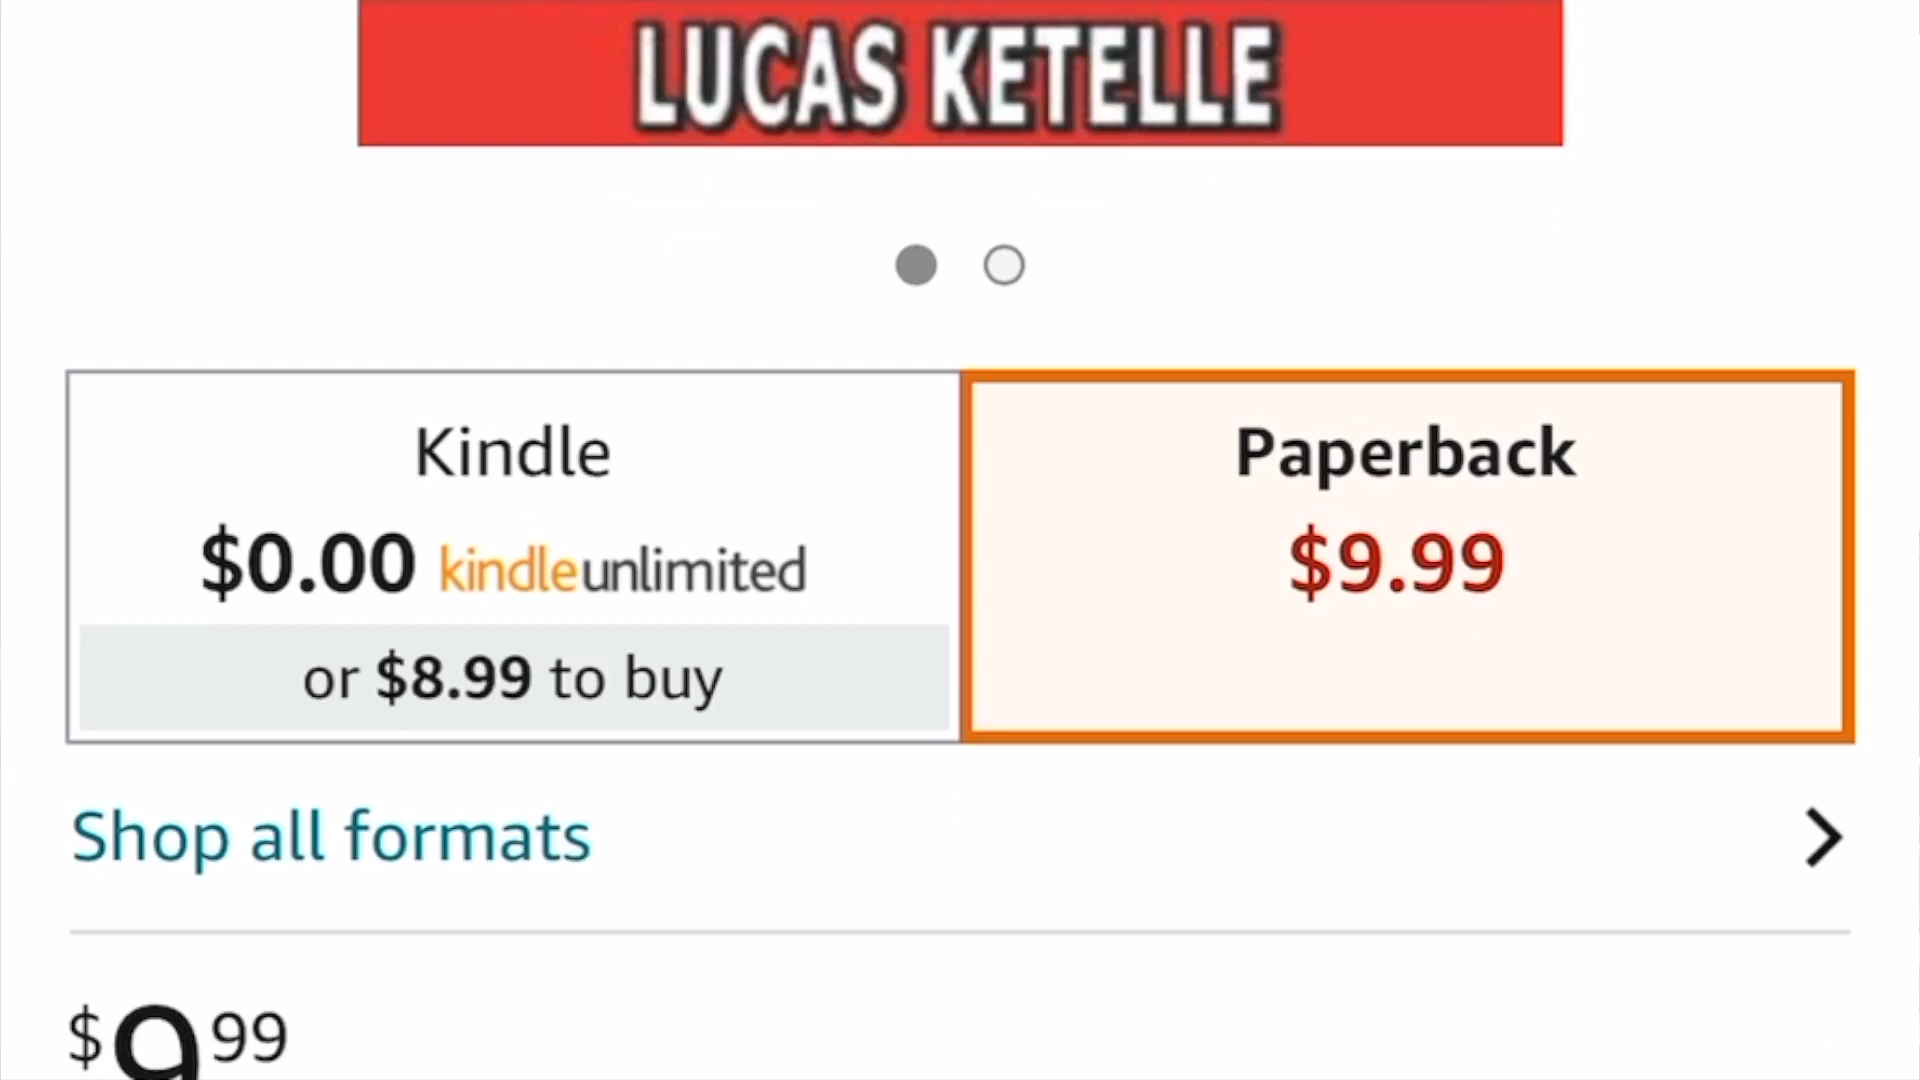 LUCAS KETELLE
Kindle
$0.00 kindleunlimited
or $8.99 to buy
Paperback
$9.99
Shop all formats
$9 99